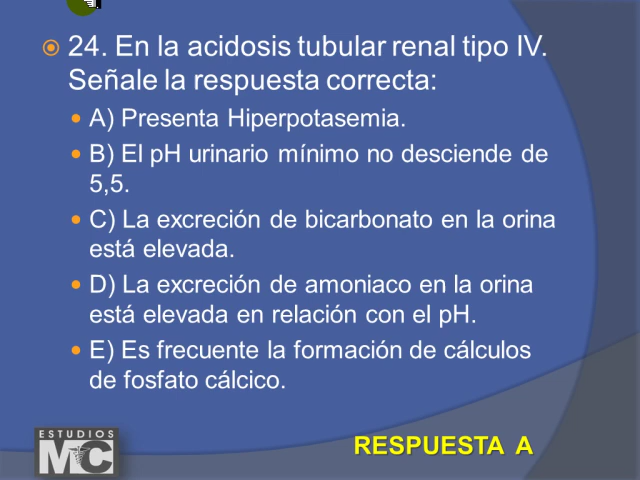 24. En la acidosis tubular renal tipo IV.
Señale la respuesta correcta:
A) Presenta Hiperpotasemia.
B) El pH urinario mínimo no desciende de
5,5.
C) La excreción de bicarbonato en la orina
está elevada.
D) La excreción de amoniaco en la orina
está elevada en relación con el pH.
E) Es frecuente la formación de cálculos
de fosfato cálcico.
RESPUESTA A
ESTUDIOS
MC